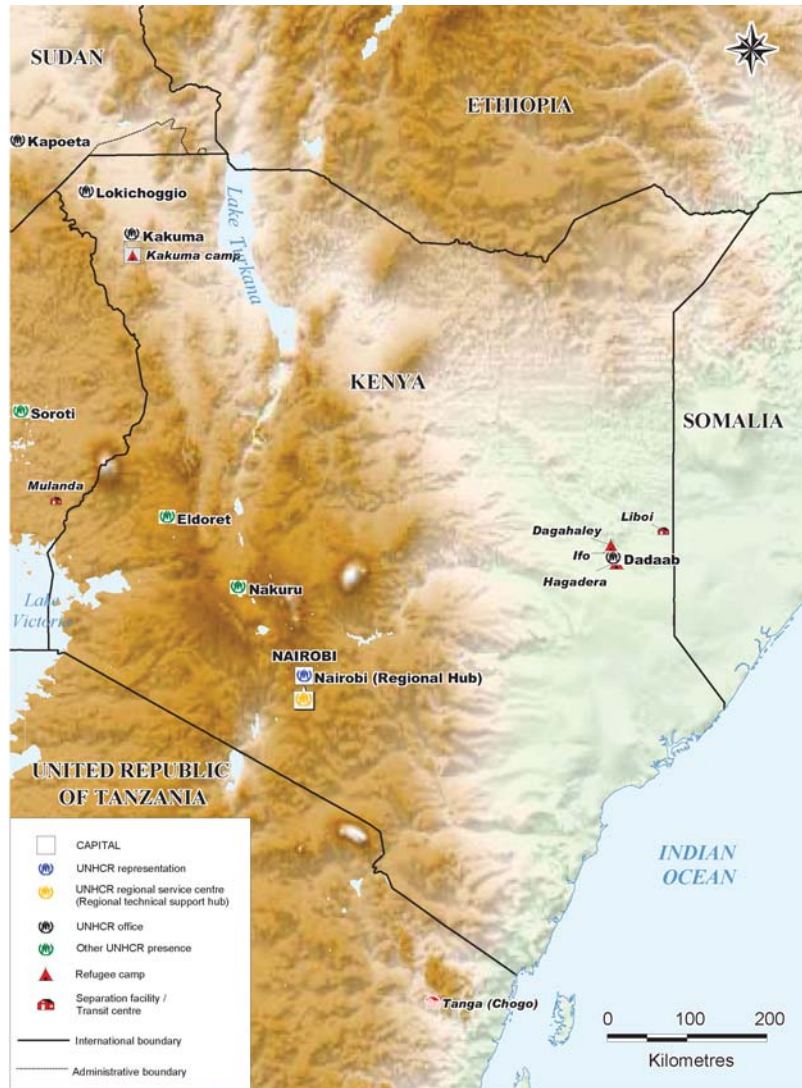 SUDAN
ETHIOPIA
Kapoeta
Lokichoggio
Lake Turkana
Kakuma
Kakuma camp
KENYA
SOMALIA
Soroti
Mulanda
Eldoret
Liboi
Dagahaley
Ifo
Dadaab
Hagadera
Nakuru
Lake
Victoria
NAIROBI
Nairobi (Regional Hub)
UNITED REPUBLIC
OF TANZANIA
INDIAN
OCEAN
CAPITAL
UNHCR representation
UNHCR regional service centre
(Regional technical support hub)
UNHCR office
Other UNHCR presence
Refugee camp
Separation facility /
Transit centre
International boundary
Administrative boundary
Tanga (Chogo)
0 100 200
Kilometres